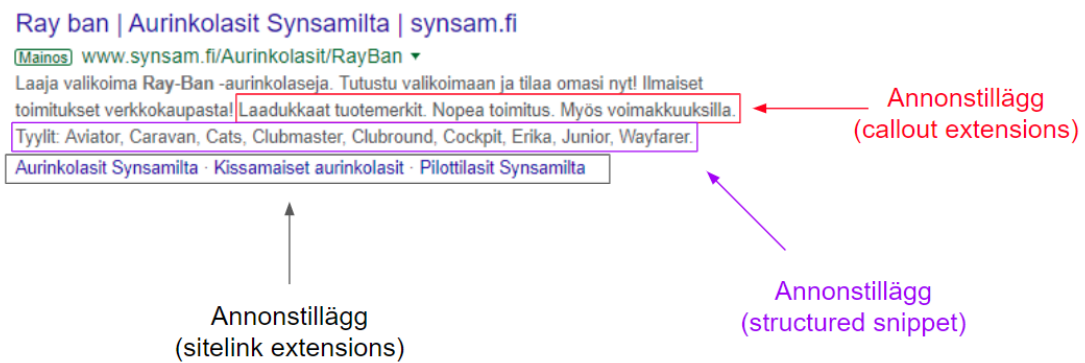 Ray ban | Aurinkolasit Synsamilta | synsam.fi
Mainos www.synsam.fi/Aurinkolasit/RayBan
Laaja valikoima Ray-Ban -aurinkolaseja. Tutustu valikoimaan ja tilaa omasi nyt! Ilmaiset
toimitukset verkkokaupasta! Laadukkaat tuotemerkit. Nopea toimitus. Myös voimakkuuksilla.
Tyylit: Aviator, Caravan, Cats, Clubmaster, Clubround, Cockpit, Erika, Junior, Wayfarer.
Aurinkolasit Synsamilta · Kissamaiset aurinkolasit · Pilottilasit Synsamilta
Annonstillägg
(callout extensions)
Annonstillägg
(structured snippet)
Annonstillägg
(sitelink extensions)